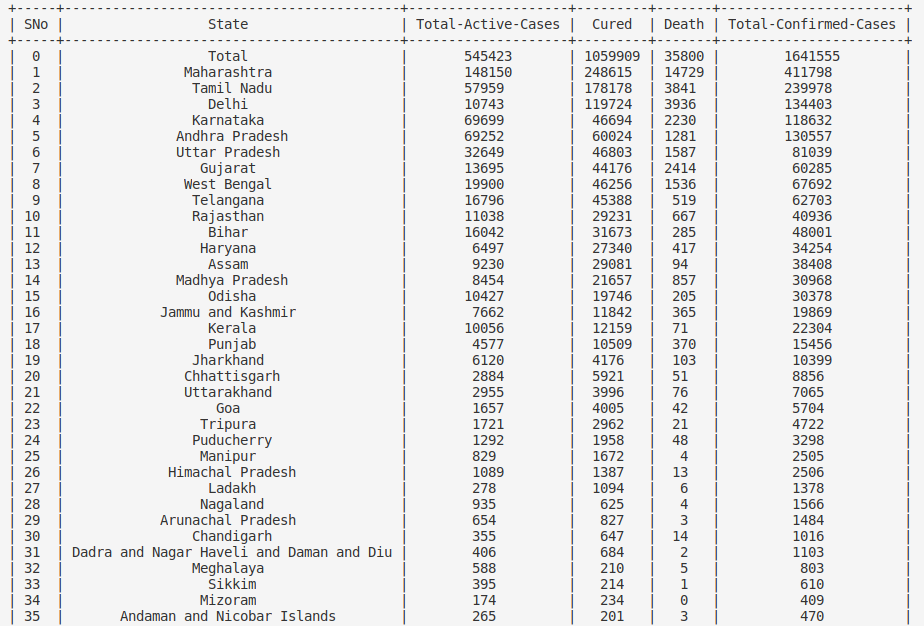 +-----+------------------------------------------+--------------------+---------+-------+-----------------------+
| SNo |                  State                   | Total-Active-Cases |  Cured  | Death | Total-Confirmed-Cases |
+-----+------------------------------------------+--------------------+---------+-------+-----------------------+
| 0 | Total | 545423 | 1059909 | 35800 | 1641555 |
| 1 | Maharashtra | 148150 | 248615 | 14729 | 411798 |
| 2 | Tamil Nadu | 57959 | 178178 | 3841 | 239978 |
| 3 | Delhi | 10743 | 119724 | 3936 | 134403 |
| 4 | Karnataka | 69699 | 46694 | 2230 | 118632 |
| 5 | Andhra Pradesh | 69252 | 60024 | 1281 | 130557 |
| 6 | Uttar Pradesh | 32649 | 46803 | 1587 | 81039 |
| 7 | Gujarat | 13695 | 44176 | 2414 | 60285 |
| 8 | West Bengal | 19900 | 46256 | 1536 | 67692 |
| 9 | Telangana | 16796 | 45388 | 519 | 62703 |
| 10 | Rajasthan | 11038 | 29231 | 667 | 40936 |
| 11 | Bihar | 16042 | 31673 | 285 | 48001 |
| 12 | Haryana | 6497 | 27340 | 417 | 34254 |
| 13 | Assam | 9230 | 29081 | 94 | 38408 |
| 14 | Madhya Pradesh | 8454 | 21657 | 857 | 30968 |
| 15 | Odisha | 10427 | 19746 | 205 | 30378 |
| 16 | Jammu and Kashmir | 7662 | 11842 | 365 | 19869 |
| 17 | Kerala | 10056 | 12159 | 71 | 22304 |
| 18 | Punjab | 4577 | 10509 | 370 | 15456 |
| 19 | Jharkhand | 6120 | 4176 | 103 | 10399 |
| 20 | Chhattisgarh | 2884 | 5921 | 51 | 8856 |
| 21 | Uttarakhand | 2955 | 3996 | 76 | 7065 |
| 22 | Goa | 1657 | 4005 | 42 | 5704 |
| 23 | Tripura | 1721 | 2962 | 21 | 4722 |
| 24 | Puducherry | 1292 | 1958 | 48 | 3298 |
| 25 | Manipur | 829 | 1672 | 4 | 2505 |
| 26 | Himachal Pradesh | 1089 | 1387 | 13 | 2506 |
| 27 | Ladakh | 278 | 1094 | 6 | 1378 |
| 28 | Nagaland | 935 | 625 | 4 | 1566 |
| 29 | Arunachal Pradesh | 654 | 827 | 3 | 1484 |
| 30 | Chandigarh | 355 | 647 | 14 | 1016 |
| 31 | Dadra and Nagar Haveli and Daman and Diu | 406 | 684 | 2 | 1103 |
| 32 | Meghalaya | 588 | 210 | 5 | 803 |
| 33 | Sikkim | 395 | 214 | 1 | 610 |
| 34 | Mizoram | 174 | 234 | 0 | 409 |
| 35 | Andaman and Nicobar Islands | 265 | 201 | 3 | 470 |